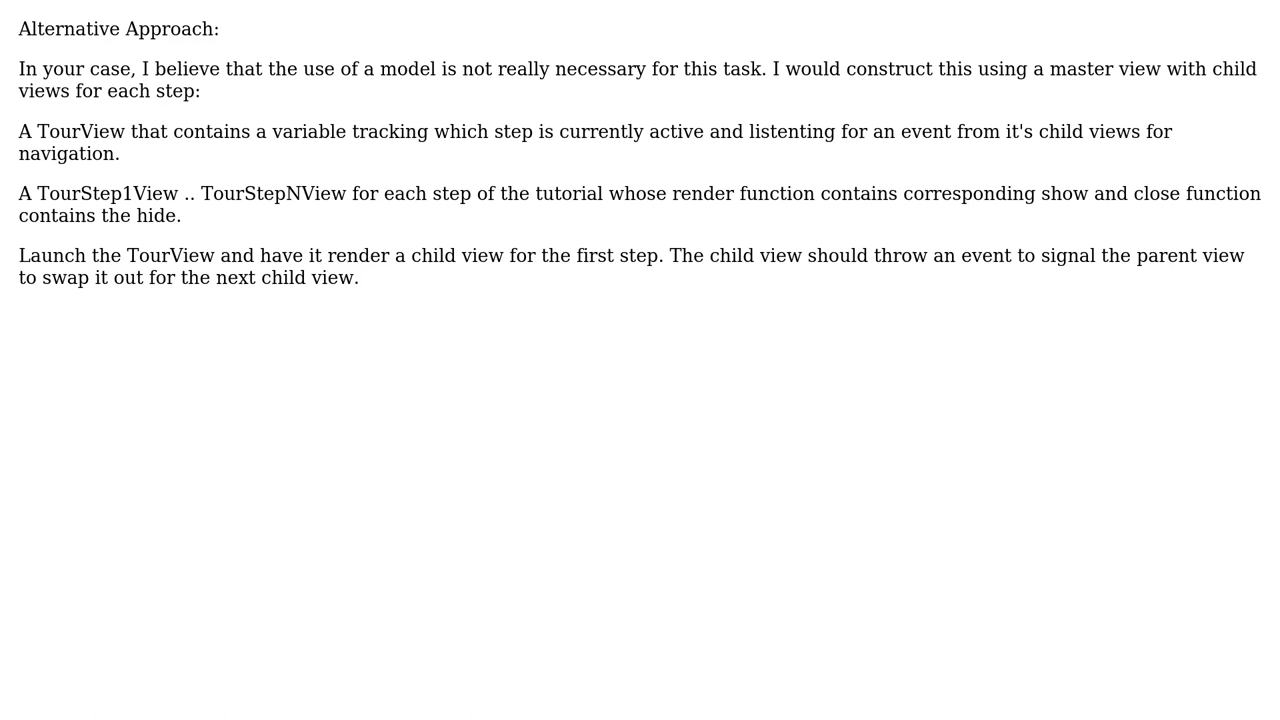 Alternative Approach:
In your case, I believe that the use of a model is not really necessary for this task. I would construct this using a master view with child
views for each step:
A TourView that contains a variable tracking which step is currently active and listenting for an event from it's child views for
navigation.
A TourStep1View .. TourStepNView for each step of the tutorial whose render function contains corresponding show and close function
contains the hide.
Launch the TourView and have it render a child view for the first step. The child view should throw an event to signal the parent view
to swap it out for the next child view.